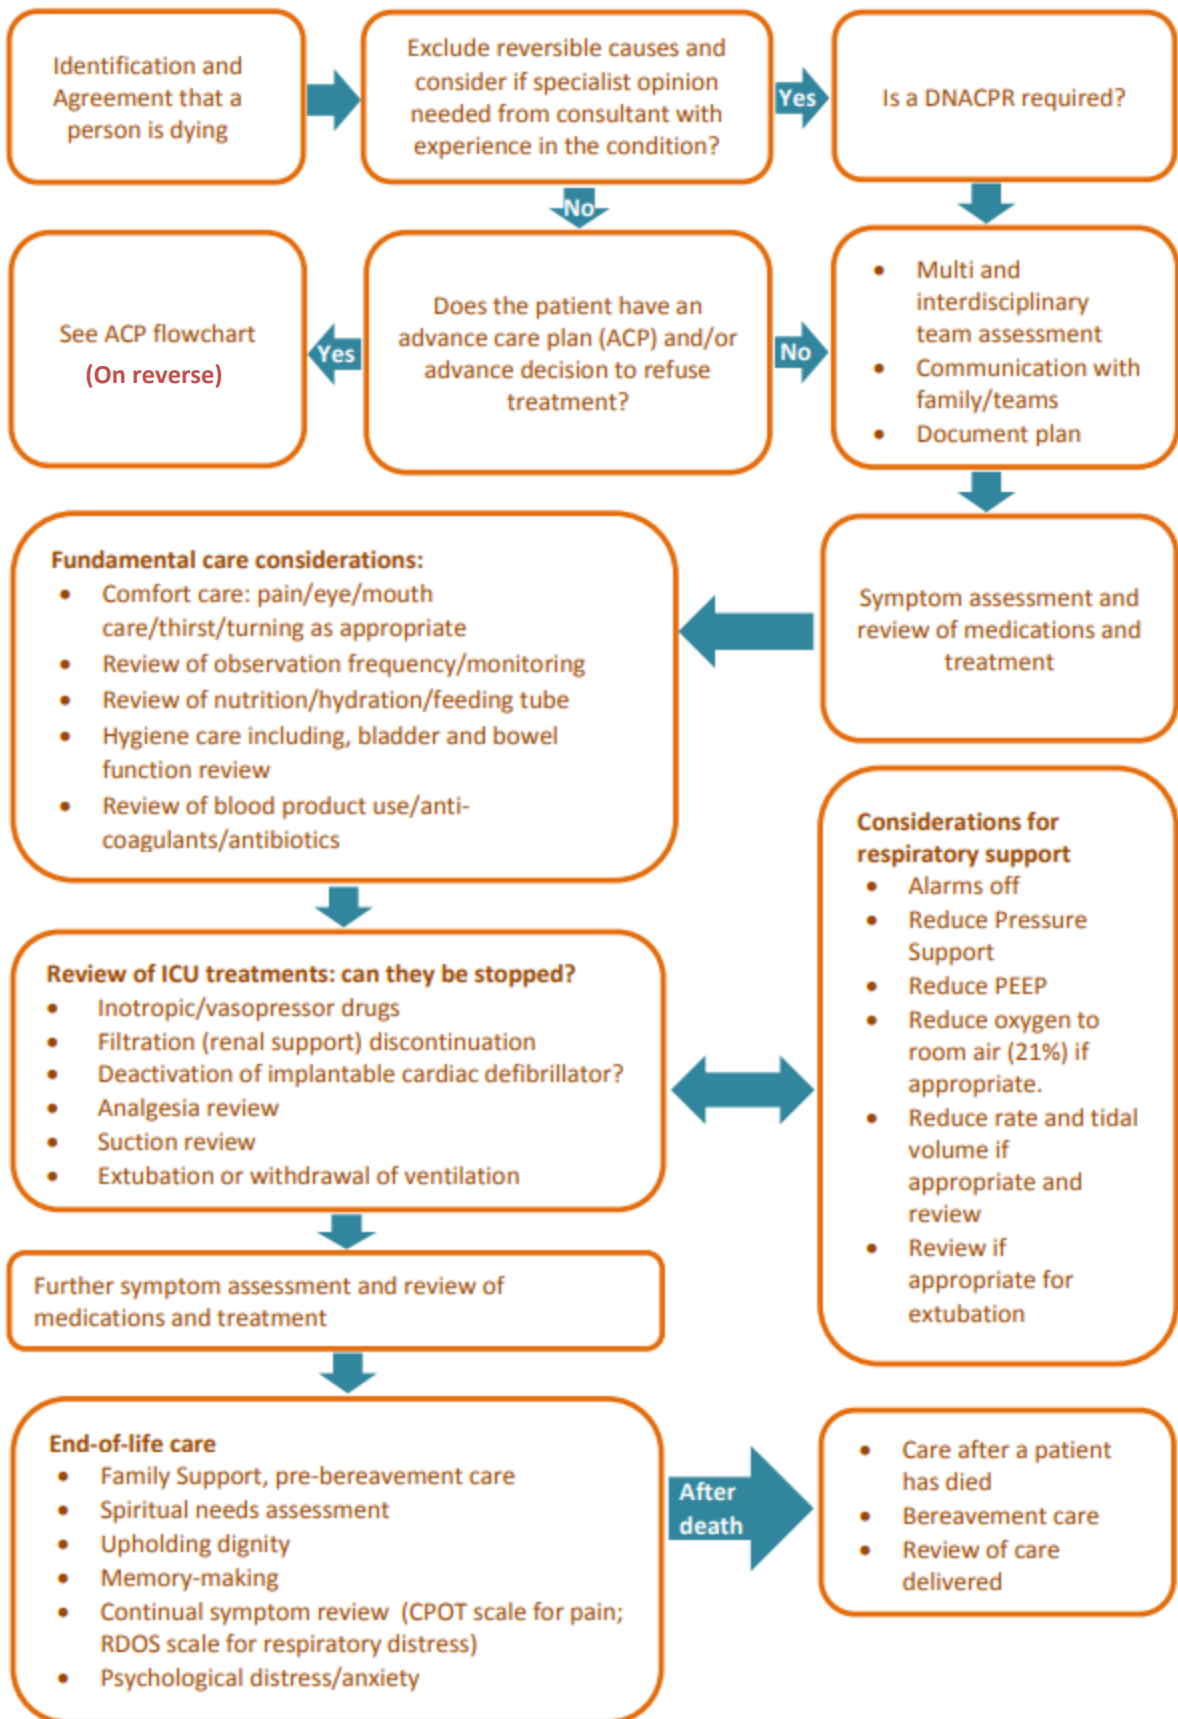 Identification and
Agreement that a
person is dying
Exclude reversible causes and
consider if specialist opinion
needed from consultant with
experience in the condition?
Yes
Is a DNACPR required?
No
See ACP flowchart
(On reverse)
Yes
Does the patient have an
advance care plan (ACP) and/or
advance decision to refuse
treatment?
No
• Multi and
interdisciplinary
team assessment
• Communication with
family/teams
• Document plan
Symptom assessment and
review of medications and
treatment
Fundamental care considerations:
• Comfort care: pain/eye/mouth
care/thirst/turning as appropriate
• Review of observation frequency/monitoring
• Review of nutrition/hydration/feeding tube
• Hygiene care including, bladder and bowel
function review
• Review of blood product use/anti-
coagulants/antibiotics
Review of ICU treatments: can they be stopped?
• Inotropic/vasopressor drugs
• Filtration (renal support) discontinuation
• Deactivation of implantable cardiac defibrillator?
• Analgesia review
• Suction review
• Extubation or withdrawal of ventilation
Considerations for
respiratory support
• Alarms off
• Reduce Pressure
Support
• Reduce PEEP
• Reduce oxygen to
room air (21%) if
appropriate.
• Reduce rate and tidal
volume if
appropriate and
review
• Review if
appropriate for
extubation
Further symptom assessment and review of
medications and treatment
End-of-life care
• Family Support, pre-bereavement care
• Spiritual needs assessment
• Upholding dignity
• Memory-making
• Continual symptom review (CPOT scale for pain;
RDOS scale for respiratory distress)
• Psychological distress/anxiety
After
death
• Care after a patient
has died
• Bereavement care
• Review of care
delivered